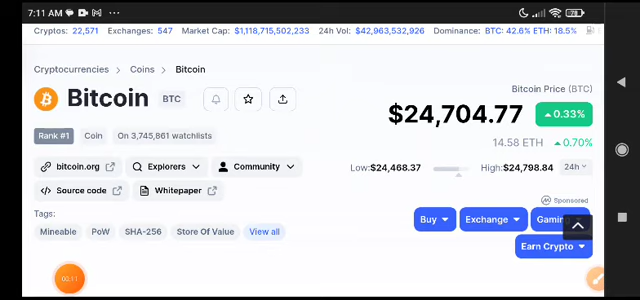 7:11 AM
78
Cryptos: 22,571 Exchanges: 547 Market Cap: $1,118,715,502,233 24h Vol: $42,963,532,926 Dominance: BTC: 42.6% ETH: 18.5%
Cryptocurrencies > Coins > Bitcoin
Bitcoin BTC
Bitcoin Price (BTC)
$24,704.77 0.33%
Rank #1 Coin On 3,745,861 watchlists
14.58 ETH 0.70%
bitcoin.org Explorers Community
Low:$24,468.37 High:$24,798.84 24h
Source code Whitepaper
Sponsored
Tags:
Buy Exchange Gaming
Mineable PoW SHA-256 Store Of Value View all
Earn Crypto
00:11